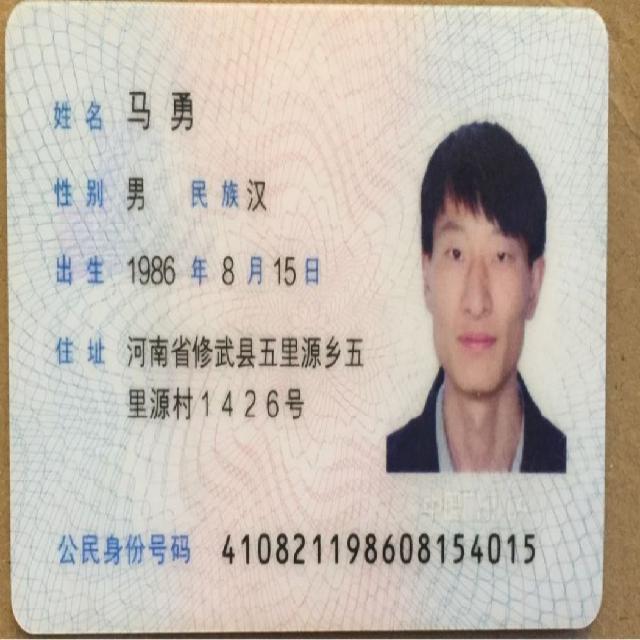 姓名 马勇
性别 男 民族 汉
出生 1986 年 8 月 15 日
住址 河南省修武县五里源乡五
里源村1426号
公民身份号码 410821198608154015